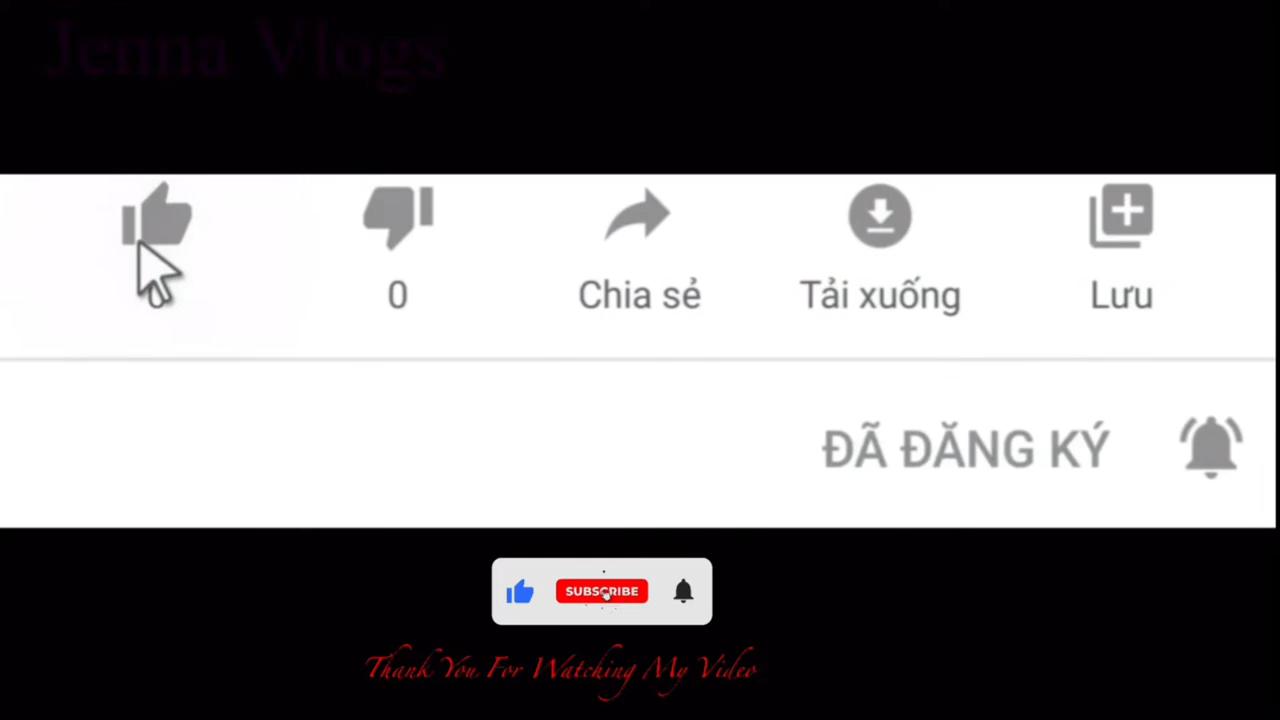 Jenna Vlogs
0 Chia sẻ Tải xuống Lưu
ĐÃ ĐĂNG KÝ
SUBSCRIBE
Thank You For Watching My Video